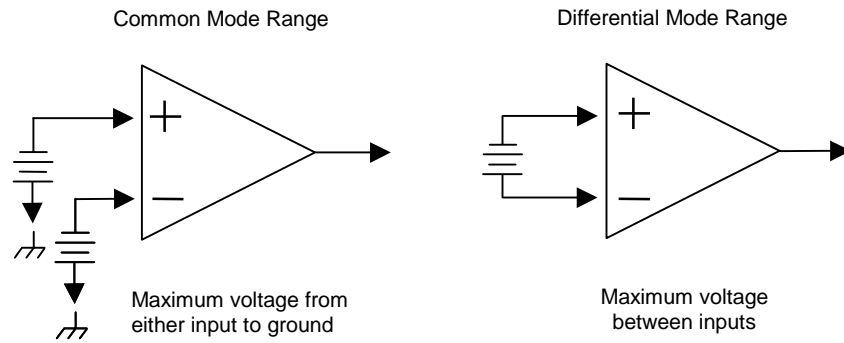 Common Mode Range
Differential Mode Range
+
−
+
−
Maximum voltage from
either input to ground
Maximum voltage
between inputs